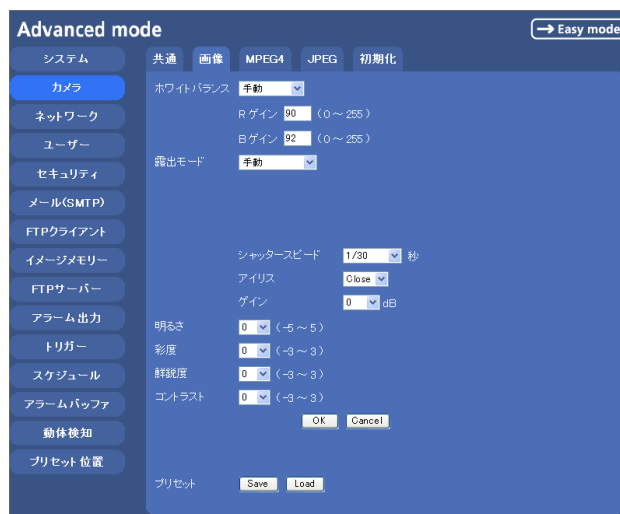 Advanced mode
→ Easy mode
システム
カメラ
ネットワーク
ユーザー
セキュリティ
メール(SMTP)
FTPクライアント
イメージメモリー
FTPサーバー
アラーム出力
トリガー
スケジュール
アラームバッファ
動体検知
プリセット位置
共通 画像 MPEG4 JPEG 初期化
ホワイトバランス 手動
Rゲイン 90 (0～255)
Bゲイン 92 (0～255)
露出モード 手動
シャッタースピード 1/30 秒
アイリス Close
ゲイン 0 dB
明るさ 0 (-5～5)
彩度 0 (-3～3)
鮮鋭度 0 (-3～3)
コントラスト 0 (-3～3)
OK Cancel
プリセット Save Load